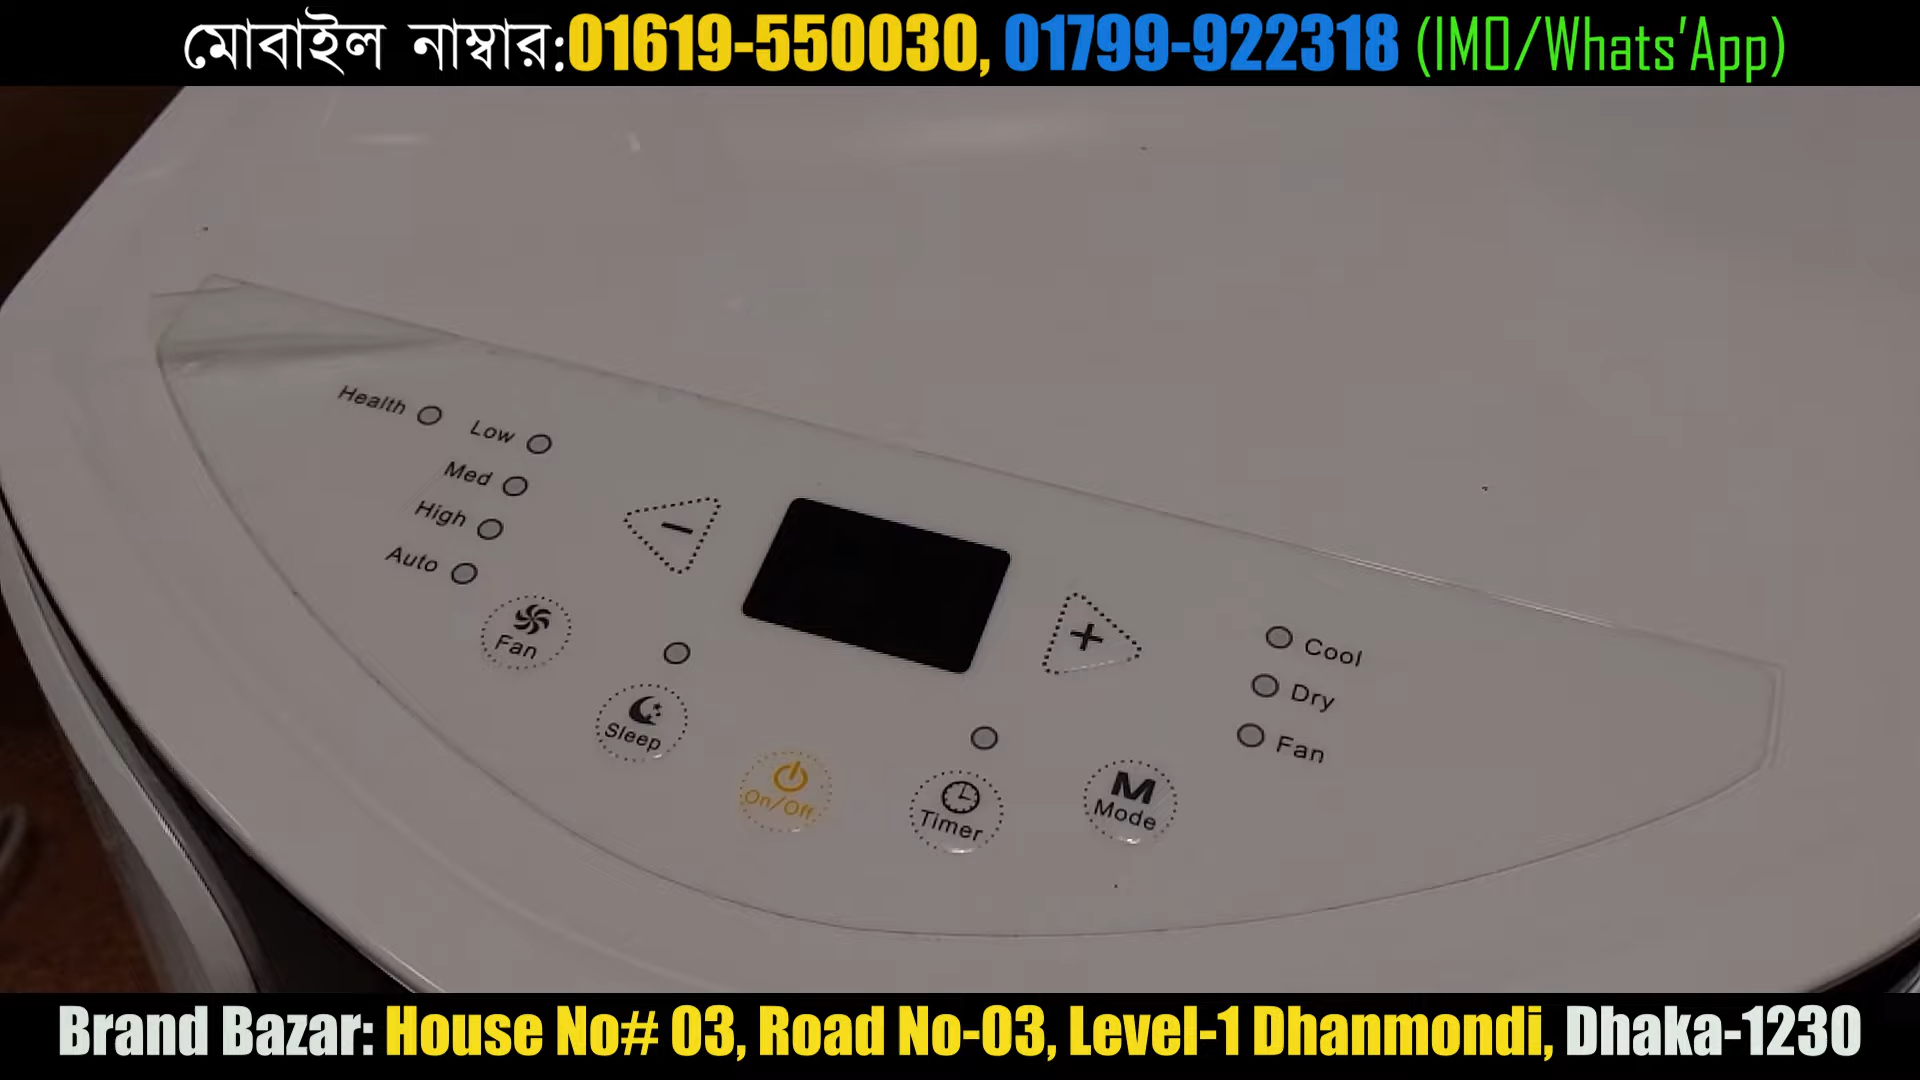 মোবাইল নাম্বার:01619-550030, 01799-922318 (IMO/Whats'App)
Health
Low
Med
High
Auto
Fan
Sleep
On/Off
Timer
M
Mode
Cool
Dry
Fan
Brand Bazar: House No# 03, Road No-03, Level-1 Dhanmondi, Dhaka-1230